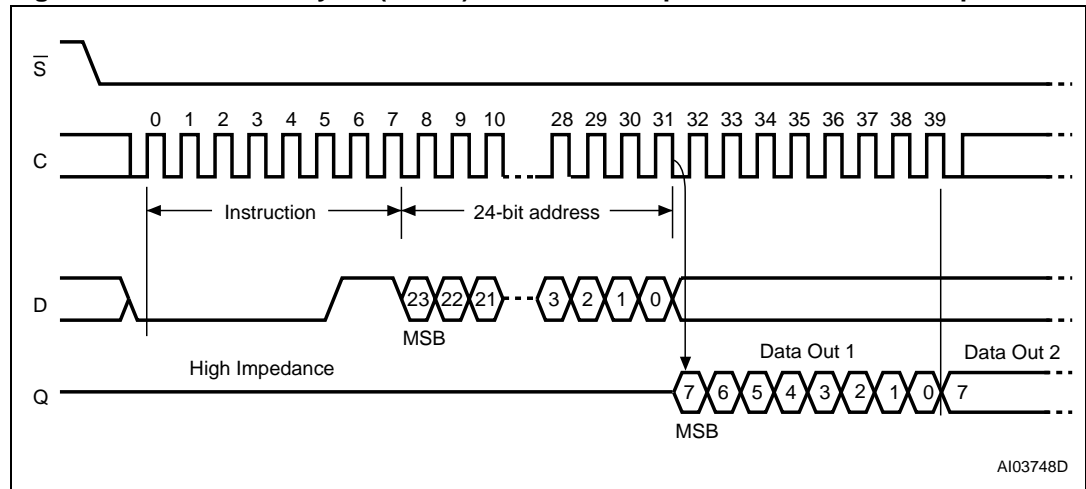 S
0 1 2 3 4 5 6 7 8 9 10 28 29 30 31 32 33 34 35 36 37 38 39
C
Instruction 24-bit address
D
23 22 21 3 2 1 0
MSB
High Impedance Data Out 1 Data Out 2
Q
7 6 5 4 3 2 1 0 7
MSB
AI03748D